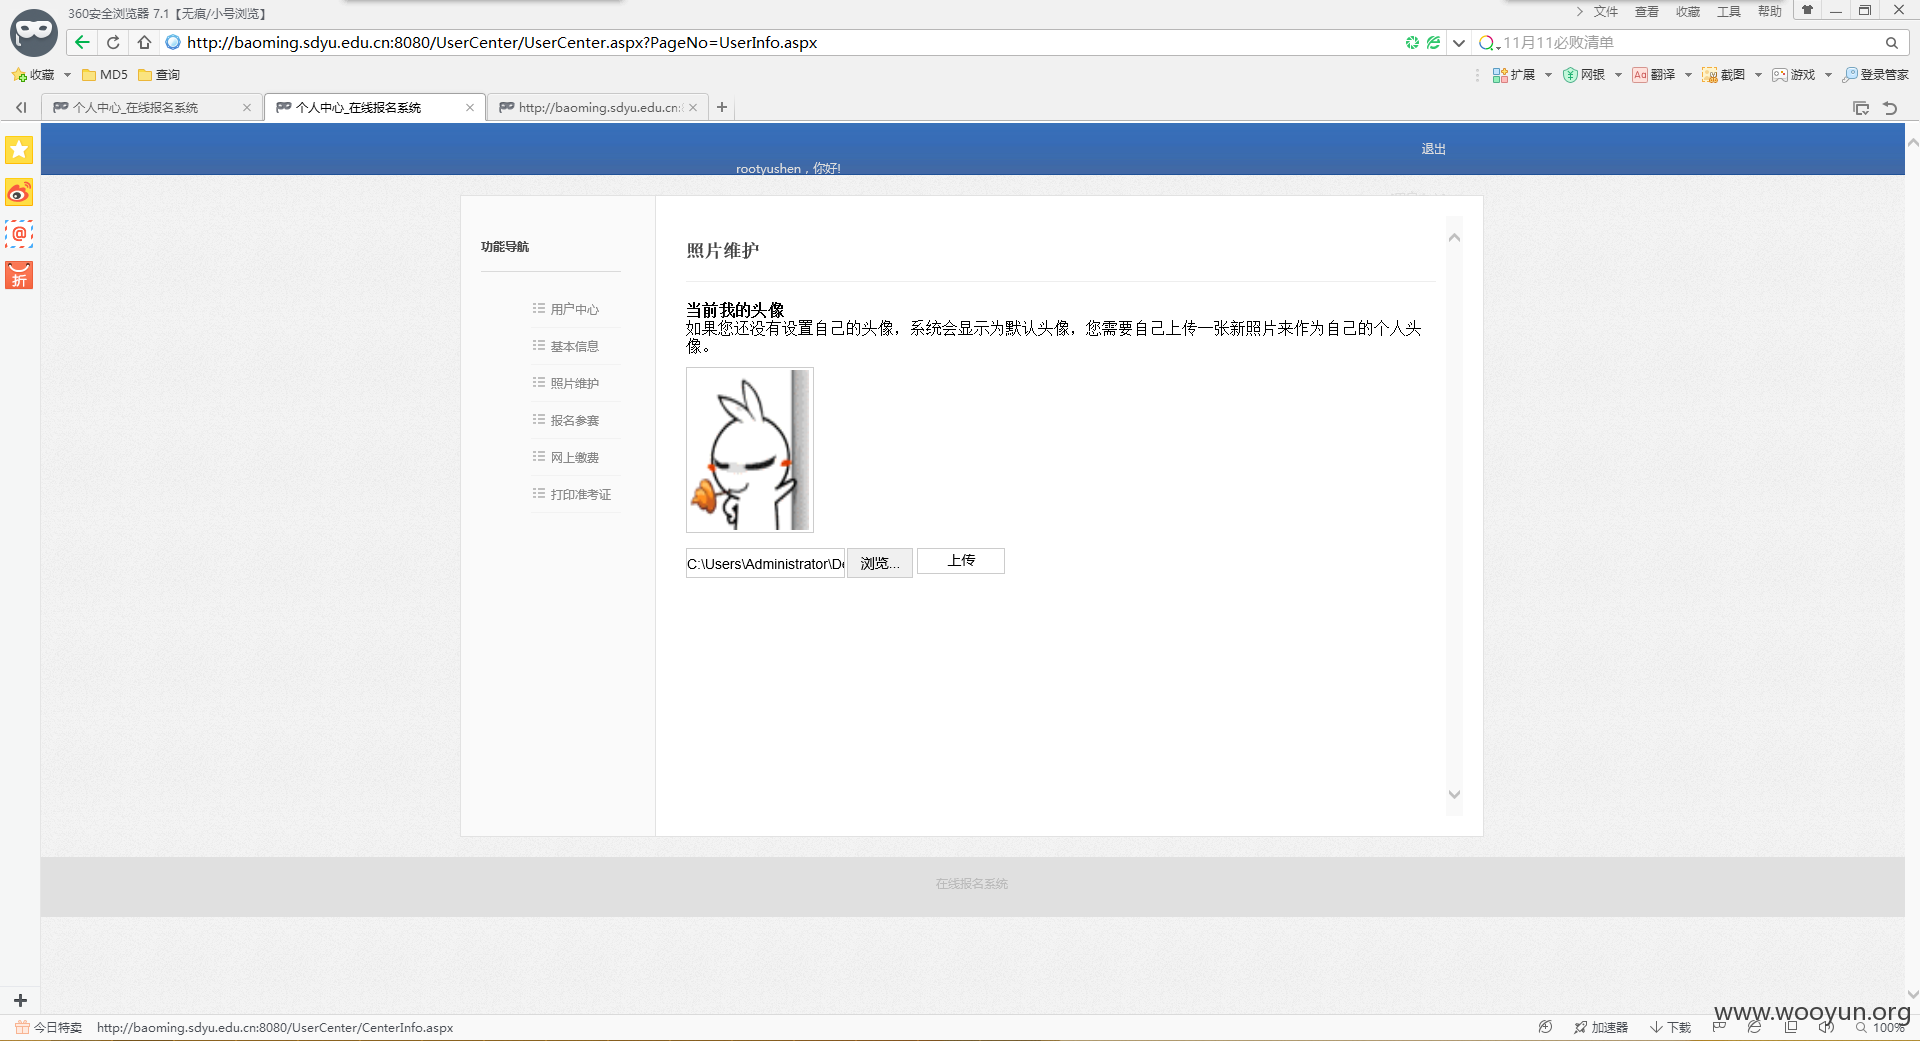 360安全浏览器 7.1【无痕/小号浏览】
文件 查看 收藏 工具 帮助
http://baoming.sdyu.edu.cn:8080/UserCenter/UserCenter.aspx?PageNo=UserInfo.aspx
11月11必败清单
收藏 MD5 查询
扩展 网银 翻译 截图 游戏 登录管家
个人中心_在线报名系统
个人中心_在线报名系统
http://baoming.sdyu.edu.cn:
退出
rootyushen，你好!
折
功能导航
用户中心
基本信息
照片维护
报名参赛
网上缴费
打印准考证
照片维护
当前我的头像
如果您还没有设置自己的头像，系统会显示为默认头像，您需要自己上传一张新照片来作为自己的个人头
像。
C:\Users\Administrator\De
浏览...
上传
在线报名系统
www.wooyun.org
今日特卖 http://baoming.sdyu.edu.cn:8080/UserCenter/CenterInfo.aspx
加速器 下载 100%